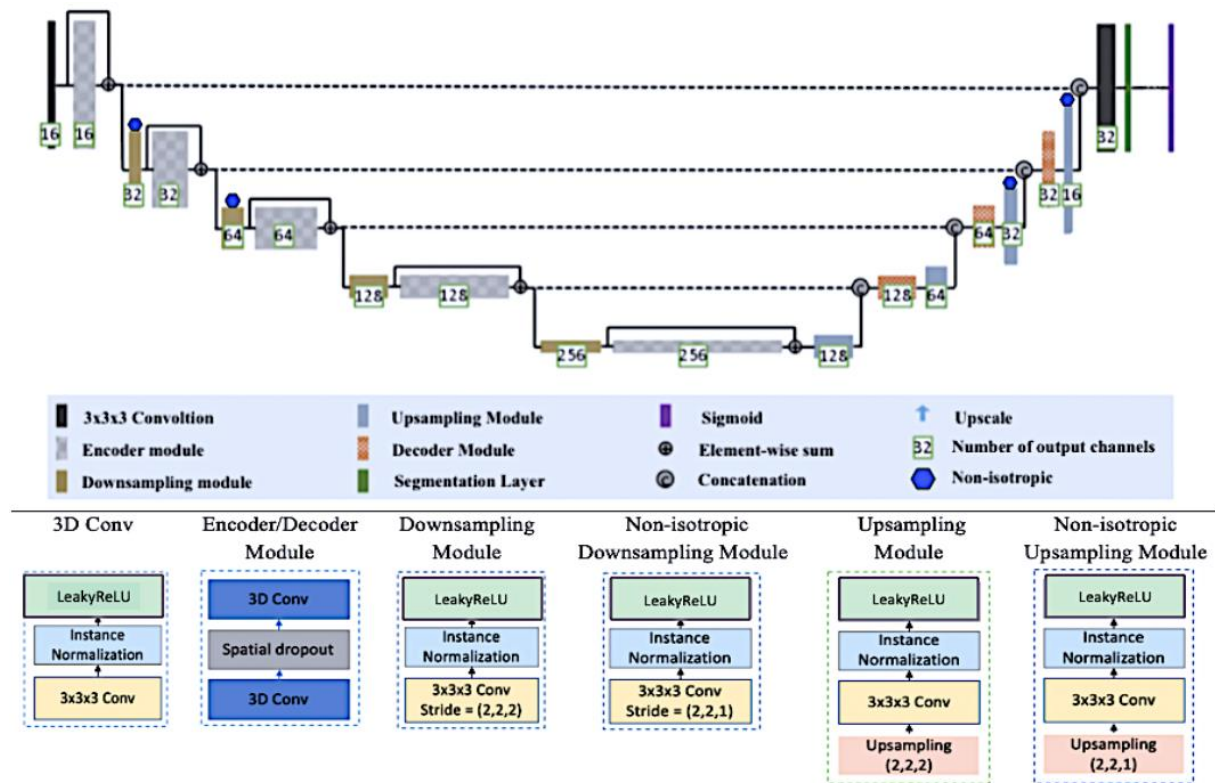 16
16
32
32
64
64
128
128
256
256
128
C
128
64
C
64
32
C
32
16
C
32
3x3x3 Convoltion
Upsampling Module
Sigmoid
Upscale
Encoder module
Decoder Module
Element-wise sum
32 Number of output channels
Downsampling module
Segmentation Layer
C Concatenation
Non-isotropic
3D Conv
LeakyReLU
Instance
Normalization
3x3x3 Conv
Encoder/Decoder
Module
3D Conv
Spatial dropout
3D Conv
Downsampling
Module
LeakyReLU
Instance
Normalization
3x3x3 Conv
Stride = (2,2,2)
Non-isotropic
Downsampling Module
LeakyReLU
Instance
Normalization
3x3x3 Conv
Stride = (2,2,1)
Upsampling
Module
LeakyReLU
Instance
Normalization
3x3x3 Conv
Upsampling
(2,2,2)
Non-isotropic
Upsampling Module
LeakyReLU
Instance
Normalization
3x3x3 Conv
Upsampling
(2,2,1)